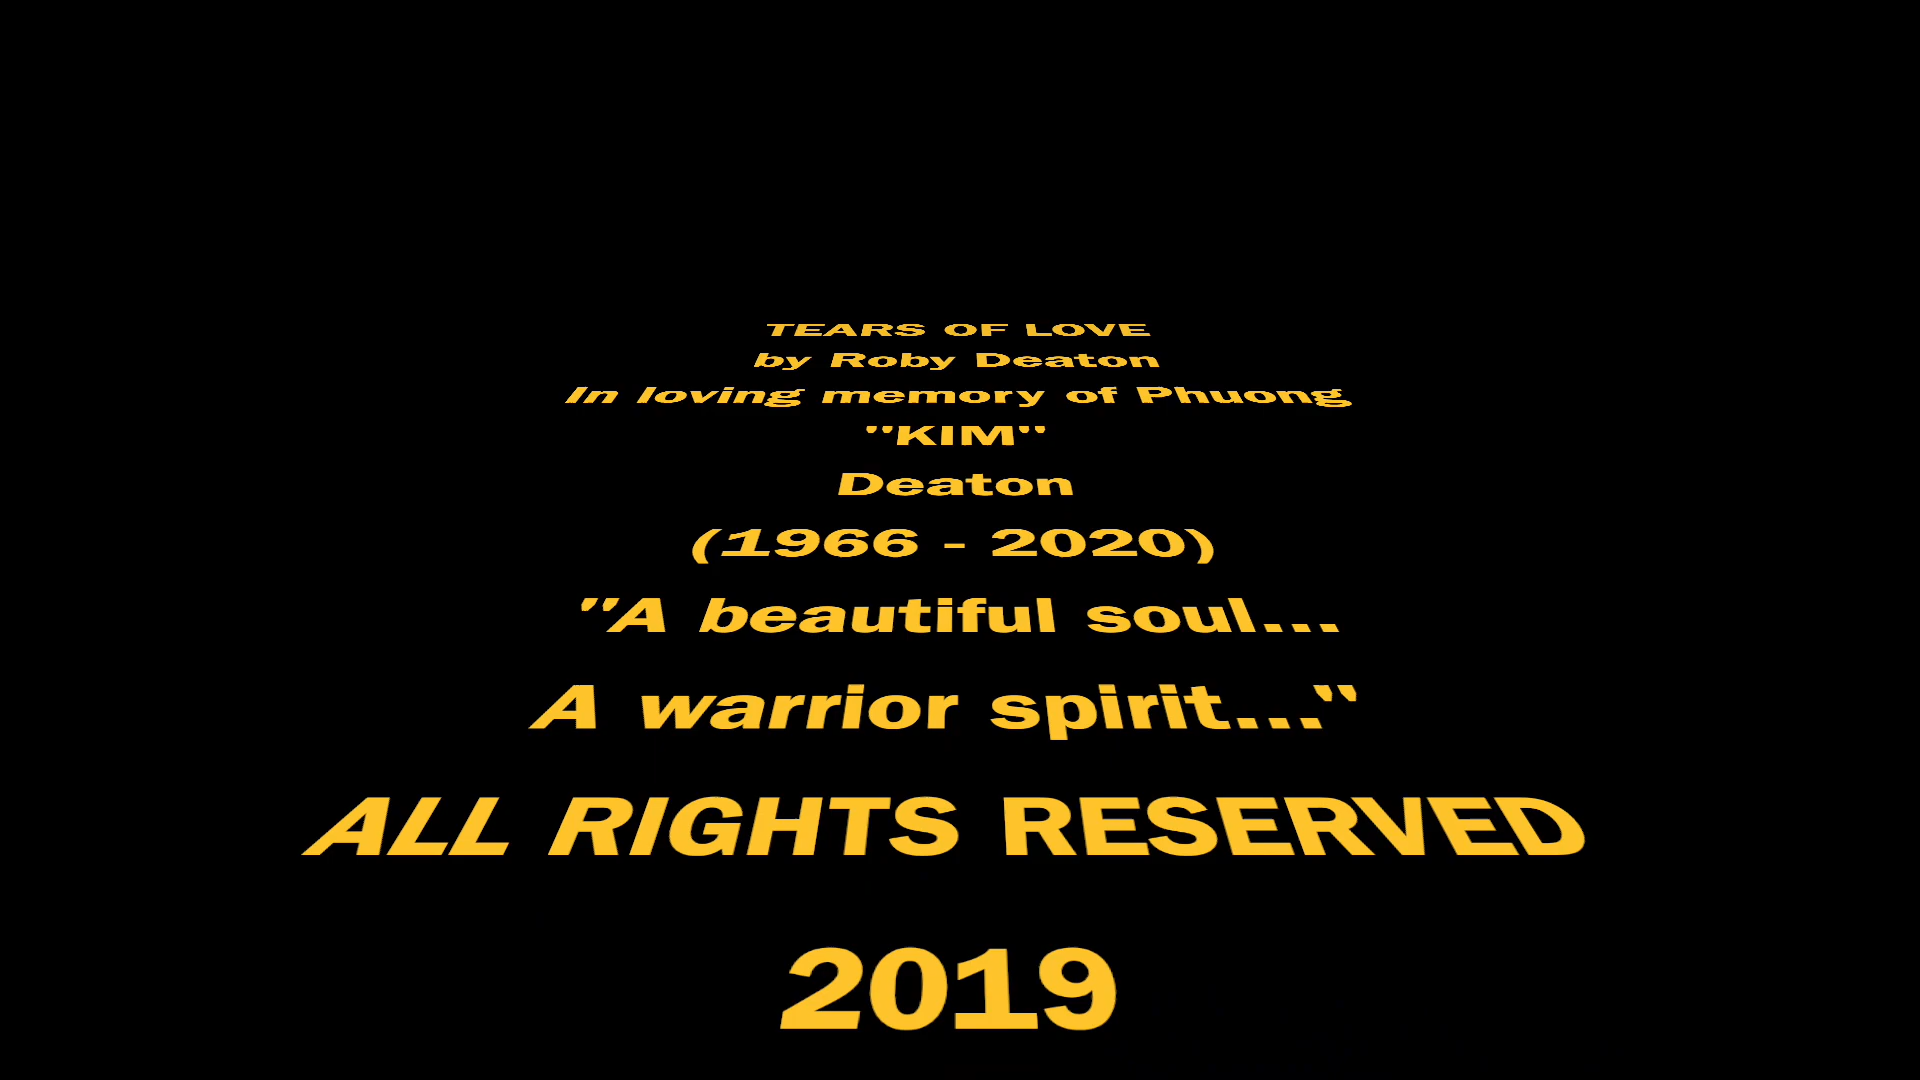 TEARS OF LOVE
by Roby Deaton
In loving memory of Phuong
"KIM"
Deaton
(1966 - 2020)
"A beautiful soul...
A warrior spirit..."
ALL RIGHTS RESERVED
2019